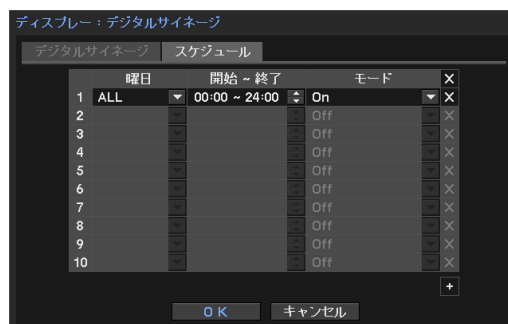 ディスプレー：デジタルサイネージ
デジタルサイネージ スケジュール
曜日 開始 ~ 終了 モード X
1 ALL 00:00 ~ 24:00 On X
2 Off X
3 Off X
4 Off X
5 Off X
6 Off X
7 Off X
8 Off X
9 Off X
10 Off X
+
OK キャンセル